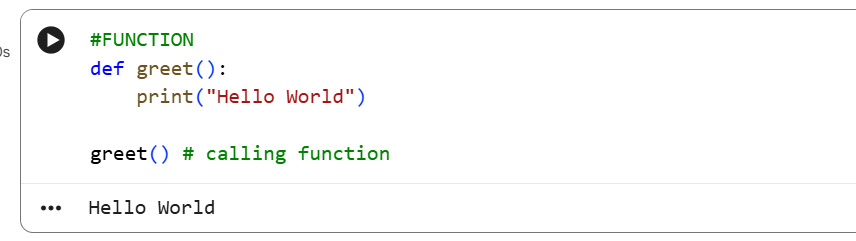 #FUNCTION
0s
def greet():
    print("Hello World")
greet() # calling function
Hello World